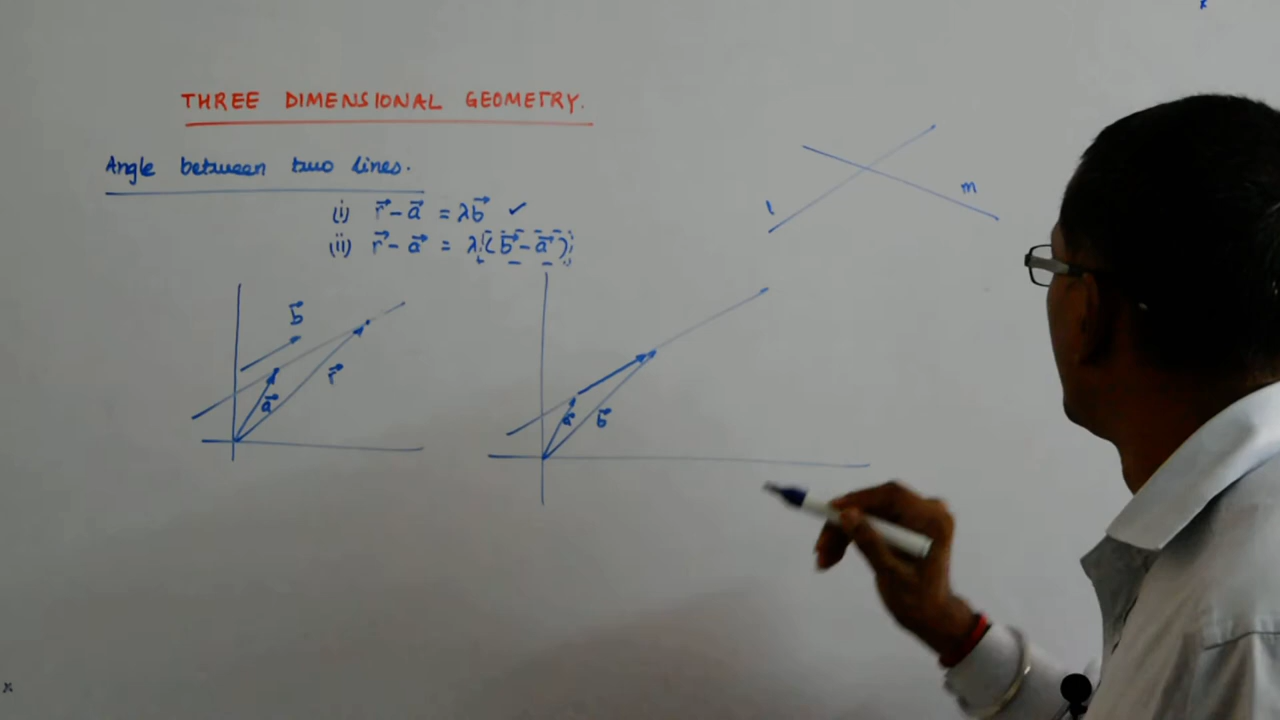 THREE DIMENSIONAL GEOMETRY.
Angle between two lines.
(i) r⃗ - a⃗ = λb⃗ ✓
(ii) r⃗ - a⃗ = λ(b⃗ - a⃗)
l
m
b⃗
a⃗
r⃗
a⃗
b⃗